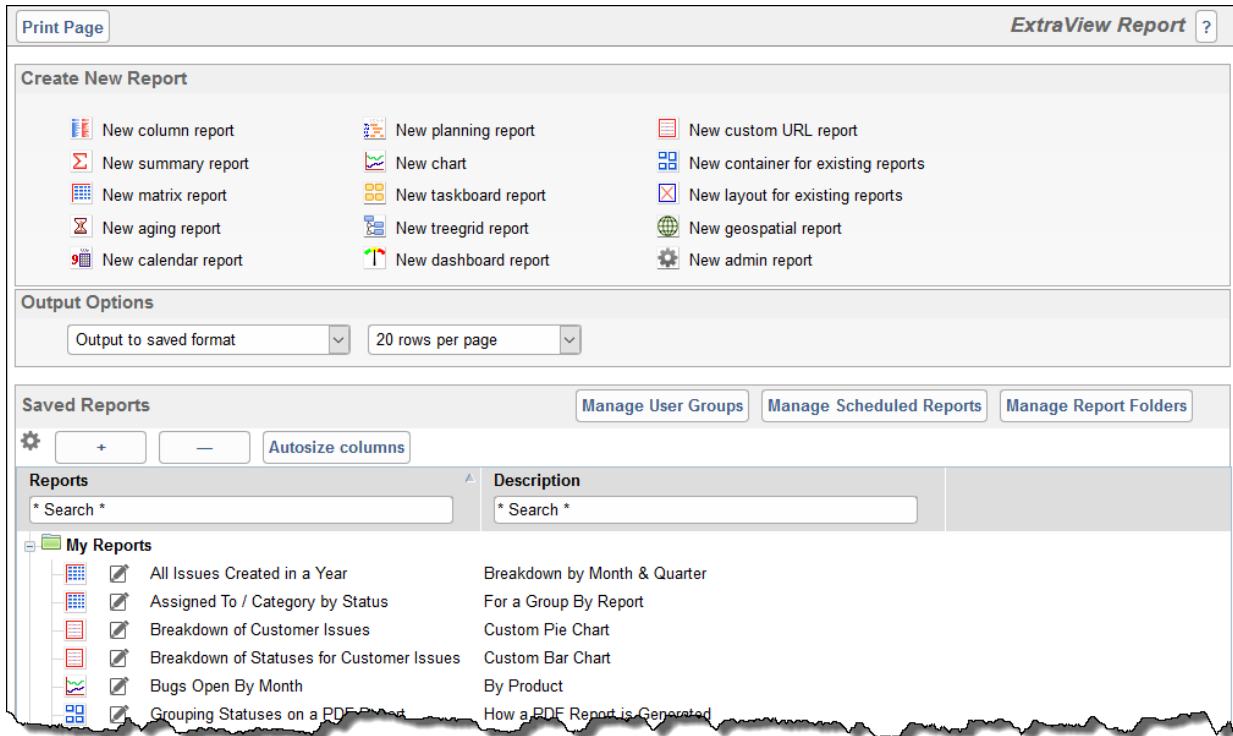 Print Page
ExtraView Report ?
Create New Report
New column report
New planning report
New custom URL report
New summary report
New chart
New container for existing reports
New matrix report
New taskboard report
New layout for existing reports
New aging report
New treegrid report
New geospatial report
9
New calendar report
New dashboard report
New admin report
Output Options
Output to saved format
20 rows per page
Saved Reports
Manage User Groups
Manage Scheduled Reports
Manage Report Folders
+
—
Autosize columns
Reports
Description
* Search *
* Search *
My Reports
All Issues Created in a Year
Breakdown by Month & Quarter
Assigned To / Category by Status
For a Group By Report
Breakdown of Customer Issues
Custom Pie Chart
Breakdown of Statuses for Customer Issues
Custom Bar Chart
Bugs Open By Month
By Product
Grouping Statuses on a PDF Report
How a PDF Report is Generated